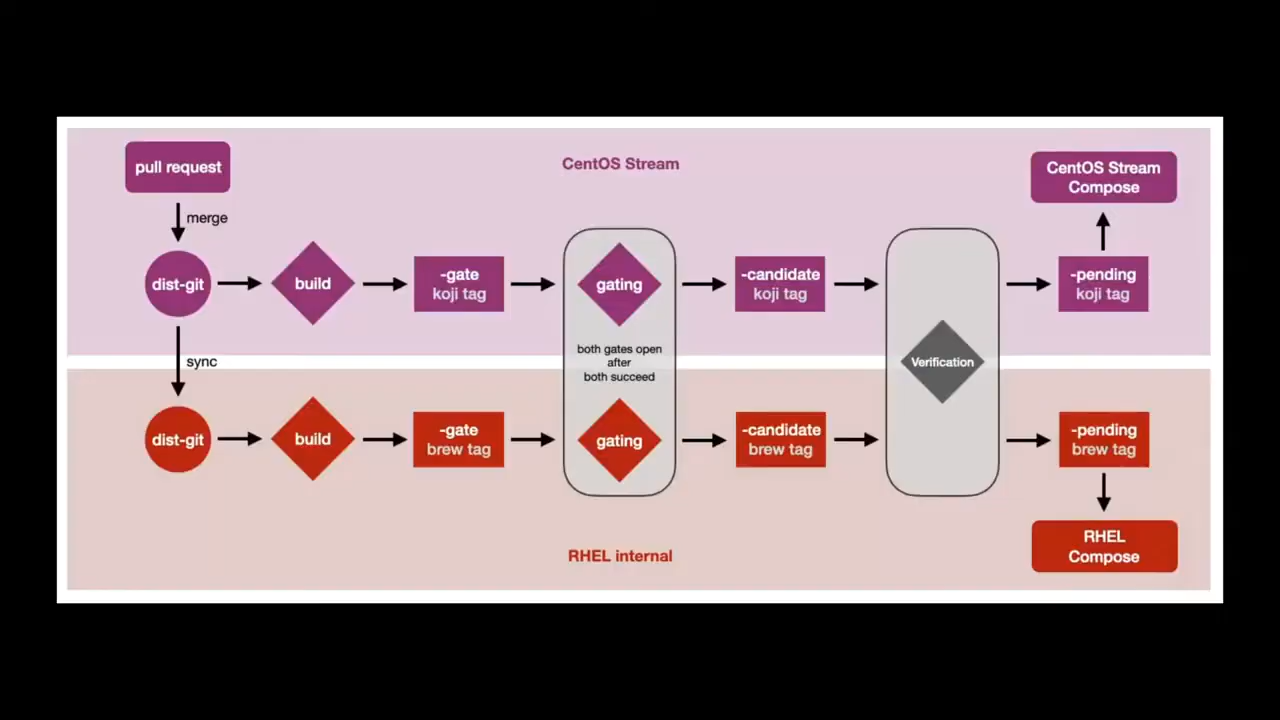 pull request
CentOS Stream
CentOS Stream
Compose
merge
dist-git
build
-gate
koji tag
gating
-candidate
koji tag
-pending
koji tag
both gates open
after
both succeed
sync
Verification
dist-git
build
-gate
brew tag
gating
-candidate
brew tag
-pending
brew tag
RHEL internal
RHEL
Compose